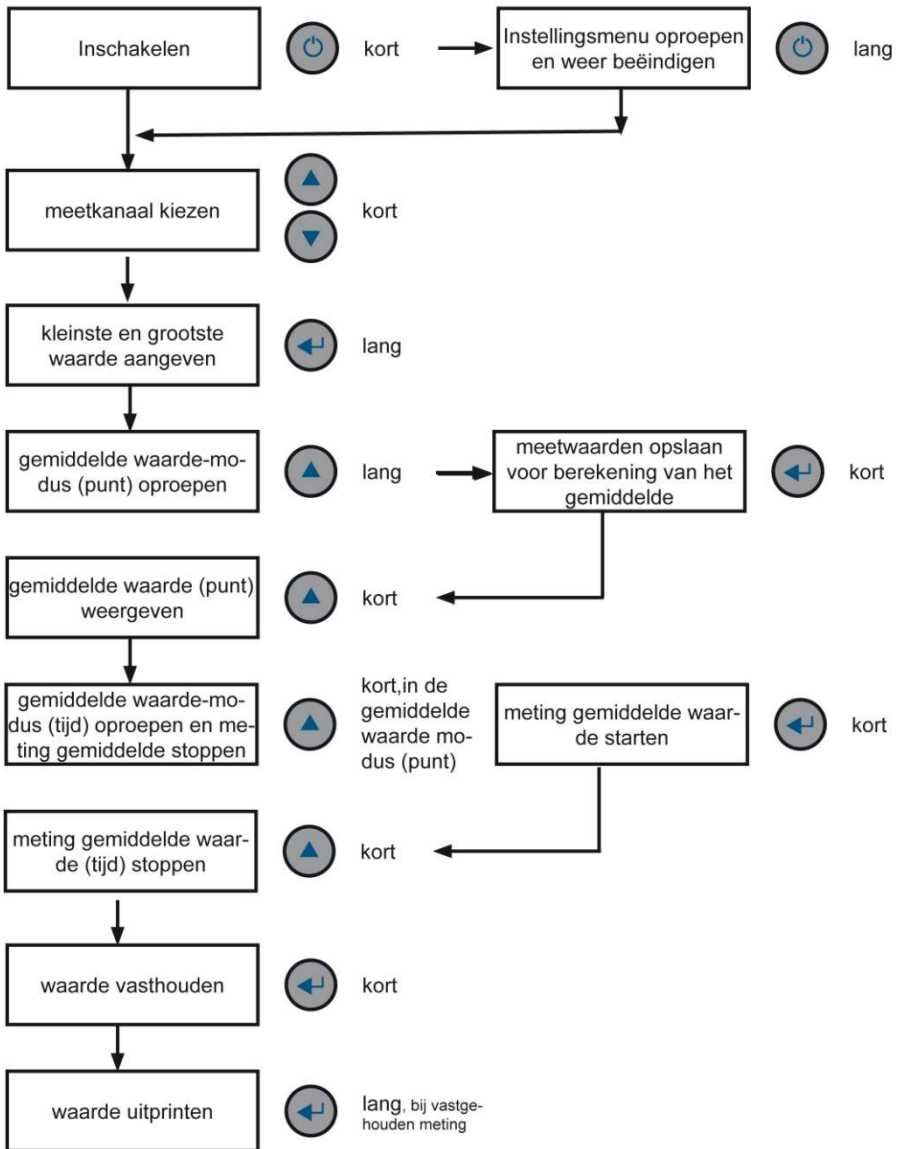 Inschakelen
kort
Instellingsmenu oproepen
en weer beëindigen
lang
meetkanaal kiezen
kort
kleinste en grootste
waarde aangeven
lang
gemiddelde waarde-mo-
dus (punt) oproepen
lang
meetwaarden opslaan
voor berekening van het
gemiddelde
kort
gemiddelde waarde (punt)
weergeven
kort
gemiddelde waarde-mo-
dus (tijd) oproepen en me-
ting gemiddelde stoppen
kort,in de
gemiddelde
waarde mo-
dus (punt)
meting gemiddelde waar-
de starten
kort
meting gemiddelde waar-
de (tijd) stoppen
kort
waarde vasthouden
kort
waarde uitprinten
lang, bij vastge-
houden meting